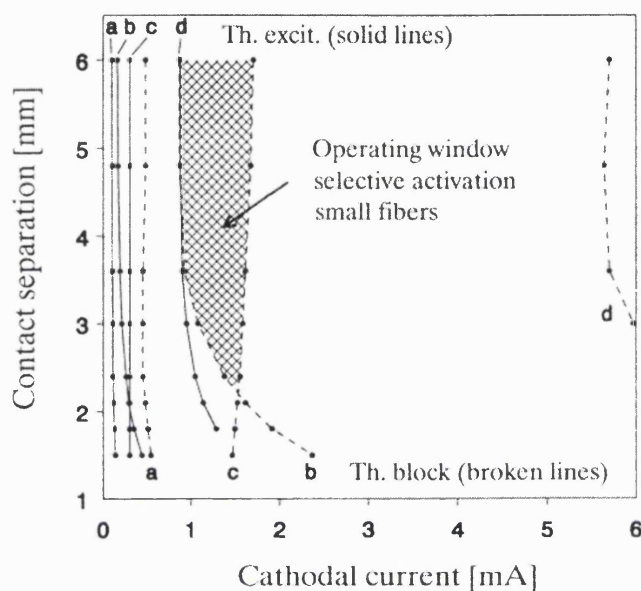 a b c d
Th. excit. (solid lines)
6
5
4
3
2
1
Contact separation [mm]
Operating window
selective activation
small fibers
d
a c b
Th. block (broken lines)
0 1 2 3 4 5 6
Cathodal current [mA]